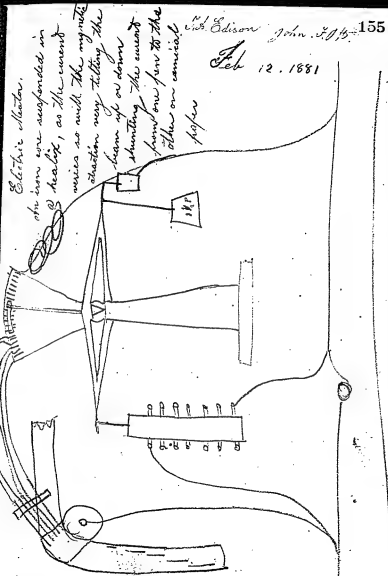 155
T.A. Edison John. F. Ott
Feb 12. 1881
Electric Meter.
An iron core suspended in
a helix, as the current
varies so will the magnetic
attraction vary tilting the
beam up or down
shunting the current
from one pen to the
other on chemical
paper